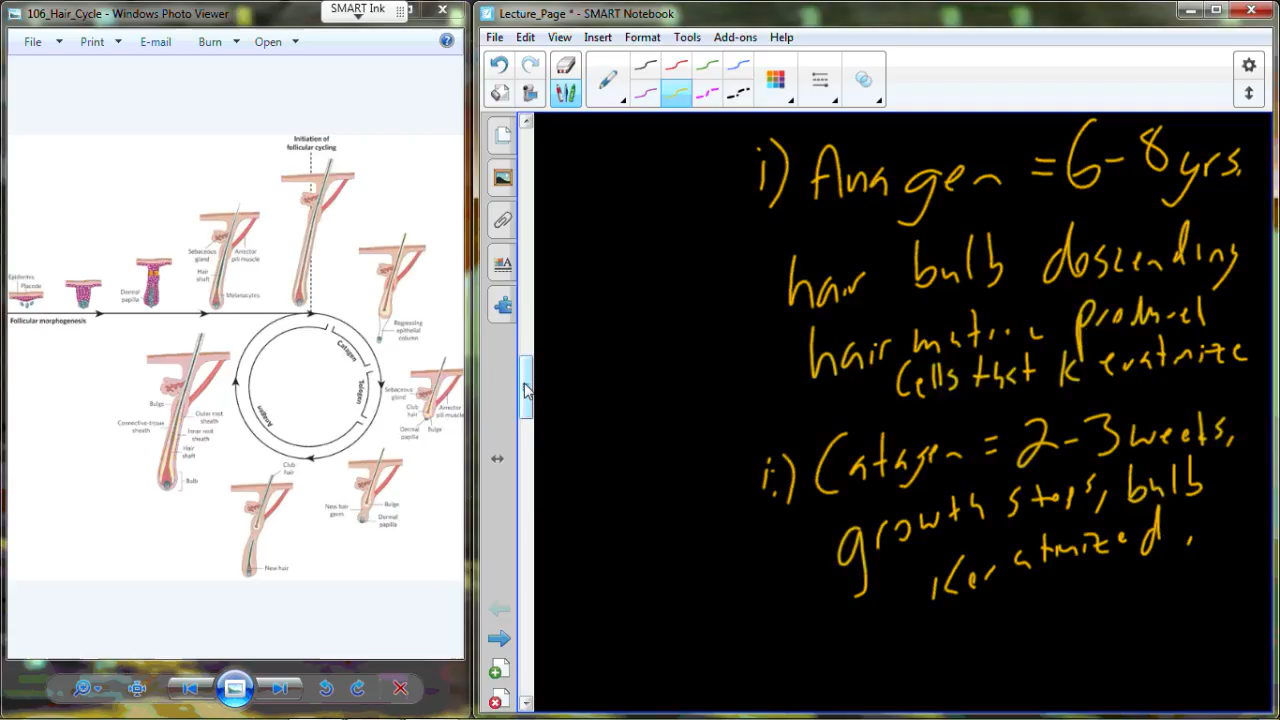 106_Hair_Cycle - Windows Photo Viewer
SMART Ink
File Print E-mail Burn Open
Initiation of
follicular cycling
Sebaceous
gland
Arrector
pili muscle
Hair
shaft
Melanocytes
Epidermis
Placode
Dermal
papilla
Follicular morphogenesis
Regressing
epithelial
column
Catagen
Telogen
Anagen
Sebaceous
gland
Club
hair
Dermal
papilla
Bulge
Arrector
pili muscle
Bulge
Connective-tissue
sheath
Outer root
sheath
Inner root
sheath
Hair
shaft
Bulb
Club
hair
New hair
New hair
germ
Bulge
Dermal
papilla
Lecture_Page * - SMART Notebook
File Edit View Insert Format Tools Add-ons Help
i) Anagen = 6-8 yrs.
hair bulb descending
hair matrix
cells that keratinize
ii) Catagen = 2-3 weeks,
growth stops, bulb
keratinized.